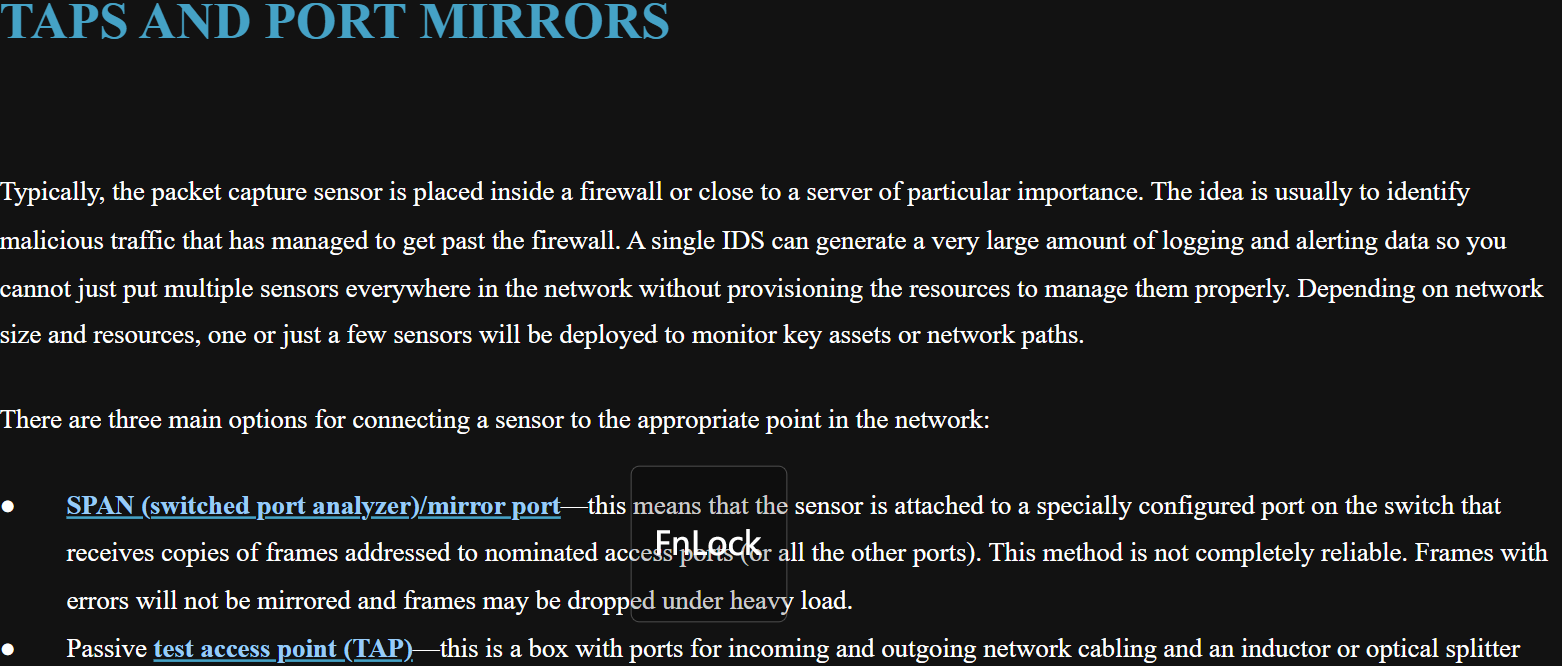 TAPS AND PORT MIRRORS
Typically, the packet capture sensor is placed inside a firewall or close to a server of particular importance. The idea is usually to identify
malicious traffic that has managed to get past the firewall. A single IDS can generate a very large amount of logging and alerting data so you
cannot just put multiple sensors everywhere in the network without provisioning the resources to manage them properly. Depending on network
size and resources, one or just a few sensors will be deployed to monitor key assets or network paths.
There are three main options for connecting a sensor to the appropriate point in the network:
● SPAN (switched port analyzer)/mirror port—this means that the sensor is attached to a specially configured port on the switch that
receives copies of frames addressed to nominated access ports (or all the other ports). This method is not completely reliable. Frames with
errors will not be mirrored and frames may be dropped under heavy load.
● Passive test access point (TAP)—this is a box with ports for incoming and outgoing network cabling and an inductor or optical splitter
FnLock